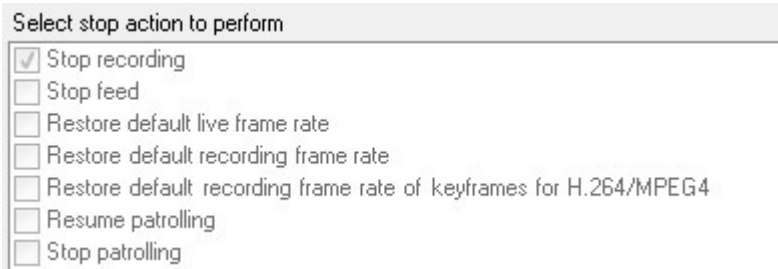 Select stop action to perform
Stop recording
Stop feed
Restore default live frame rate
Restore default recording frame rate
Restore default recording frame rate of keyframes for H.264/MPEG4
Resume patrolling
Stop patrolling